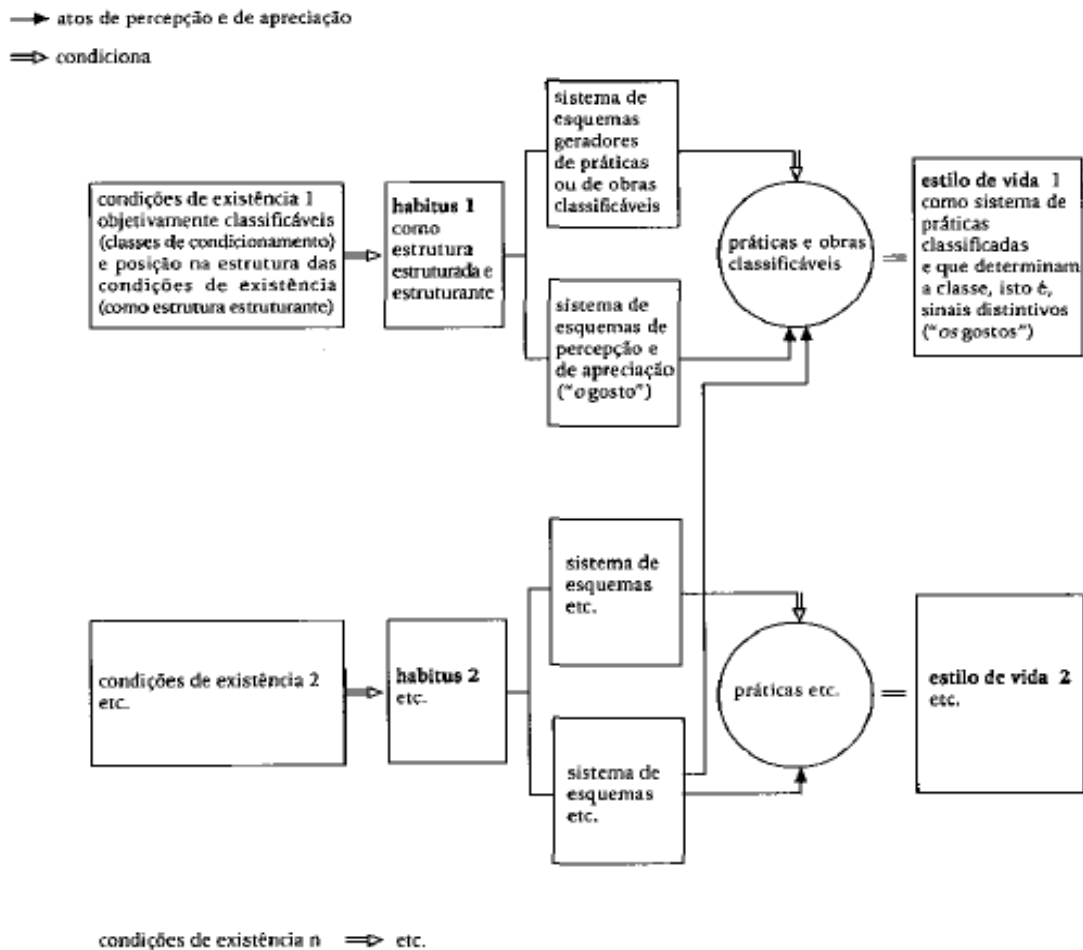 atos de percepção e de apreciação
condiciona
condições de existência 1
objetivamente classificáveis
(classes de condicionamento)
e posição na estrutura das
condições de existência
(como estrutura estruturante)
habitus 1
como
estrutura
estruturada e
estruturante
sistema de
esquemas
geradores
de práticas
ou de obras
classificáveis
sistema de
esquemas de
percepção e
de apreciação
("o gosto")
práticas e obras
classificáveis
estilo de vida 1
como sistema de
práticas
classificadas
e que determinam
a classe, isto é,
sinais distintivos
("os gostos")
condições de existência 2
etc.
habitus 2
etc.
sistema de
esquemas
etc.
sistema de
esquemas
etc.
práticas etc.
estilo de vida 2
etc.
condições de existência n
etc.